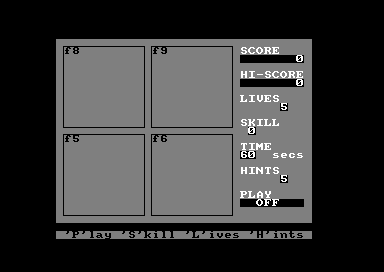 f8 f9 SCORE
0
HI-SCORE
0
LIVES
5
SKILL
0
f5 f6 TIME
60 secs
HINTS
5
PLAY
OFF
'P'lay 'S'kill 'L'ives 'H'ints